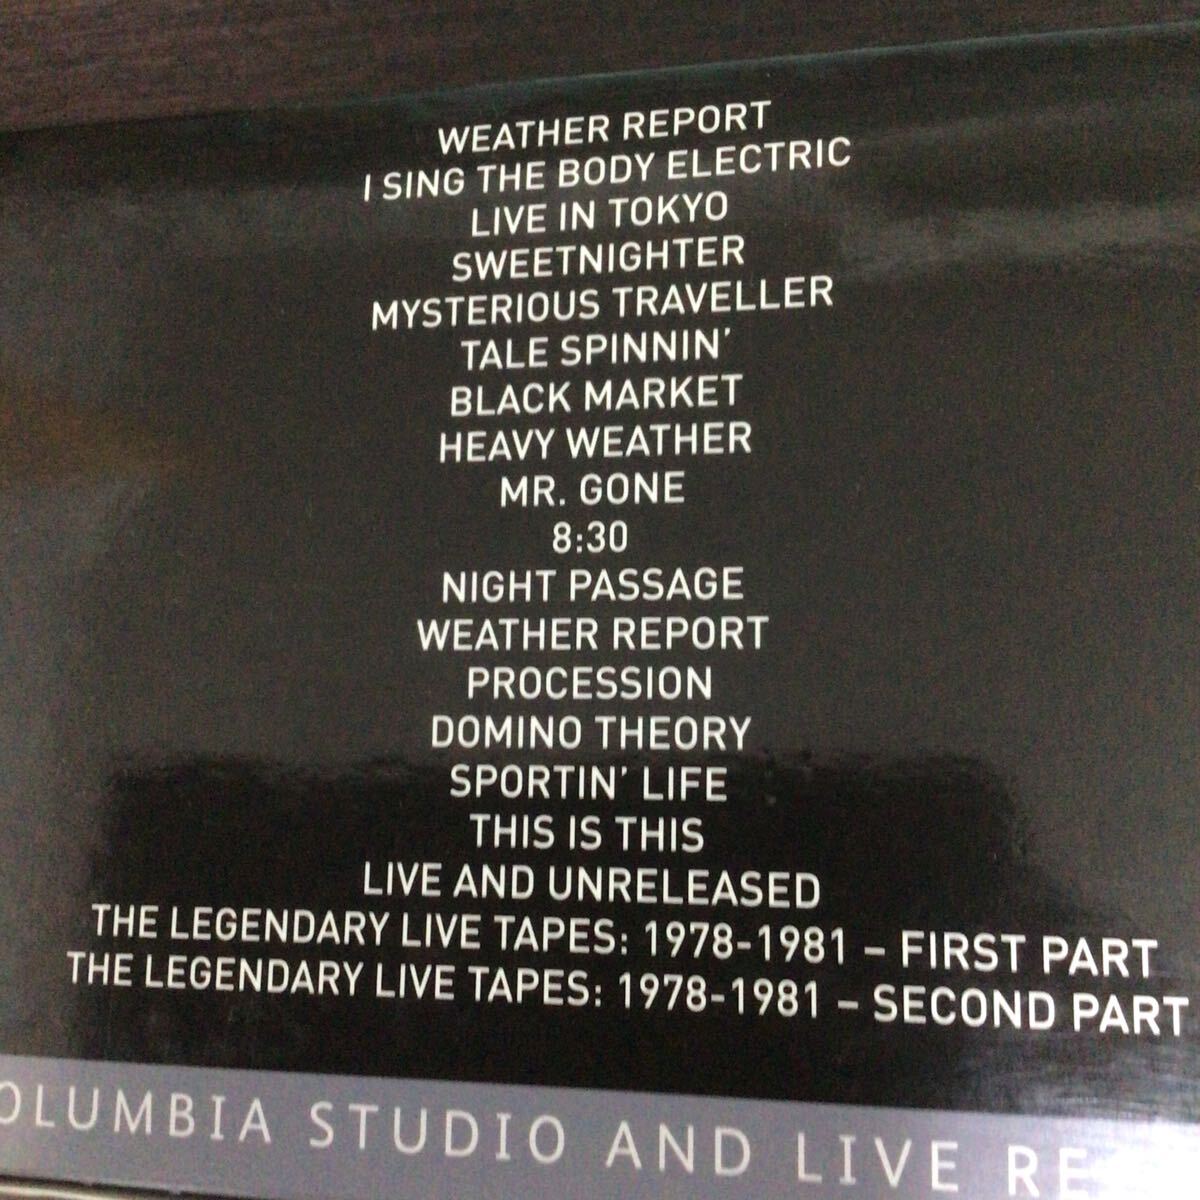 WEATHER REPORT
I SING THE BODY ELECTRIC
LIVE IN TOKYO
SWEETNIGHTER
MYSTERIOUS TRAVELLER
TALE SPINNIN'
BLACK MARKET
HEAVY WEATHER
MR. GONE
8:30
NIGHT PASSAGE
WEATHER REPORT
PROCESSION
DOMINO THEORY
SPORTIN' LIFE
THIS IS THIS
LIVE AND UNRELEASED
THE LEGENDARY LIVE TAPES: 1978-1981 – FIRST PART
THE LEGENDARY LIVE TAPES: 1978-1981 – SECOND PART
OLUMBIA STUDIO AND LIVE RE